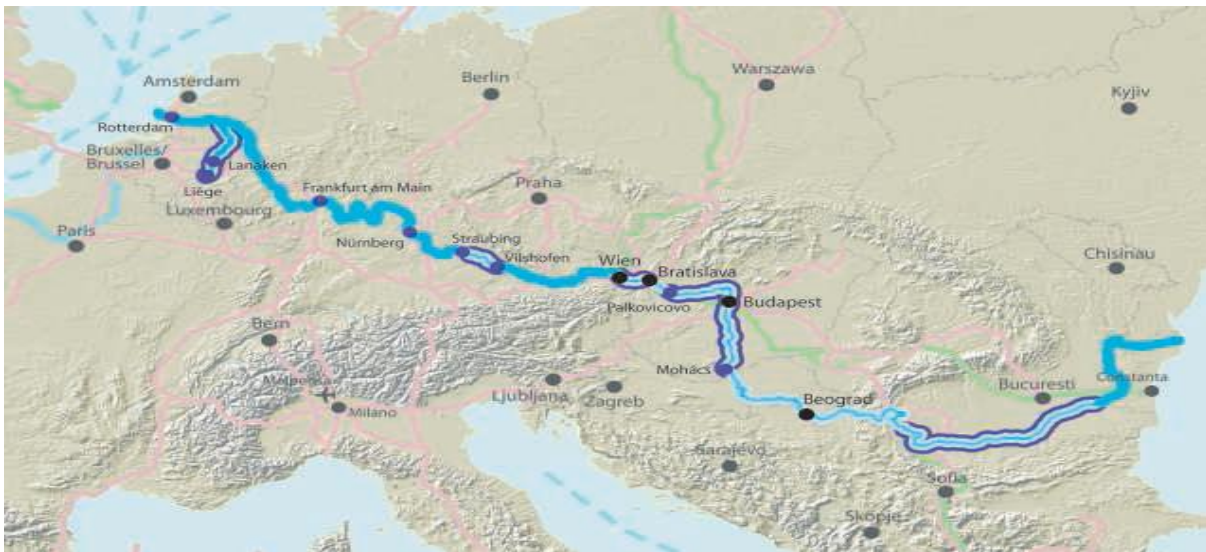 Amsterdam
Berlin
Warszawa
Kyjiv
Rotterdam
Bruxelles/
Brussel
Lanaken
Liège
Frankfurt am Main
Praha
Luxembourg
Paris
Nürnberg
Straubing
Vilshofen
Wien
Bratislava
Chisinau
Palkovicovo
Budapest
Bern
Mohács
Malpensa
Milano
Ljubljana
Zagreb
Beograd
Bucuresti
Constanta
Sarajevo
Sofia
Skopje